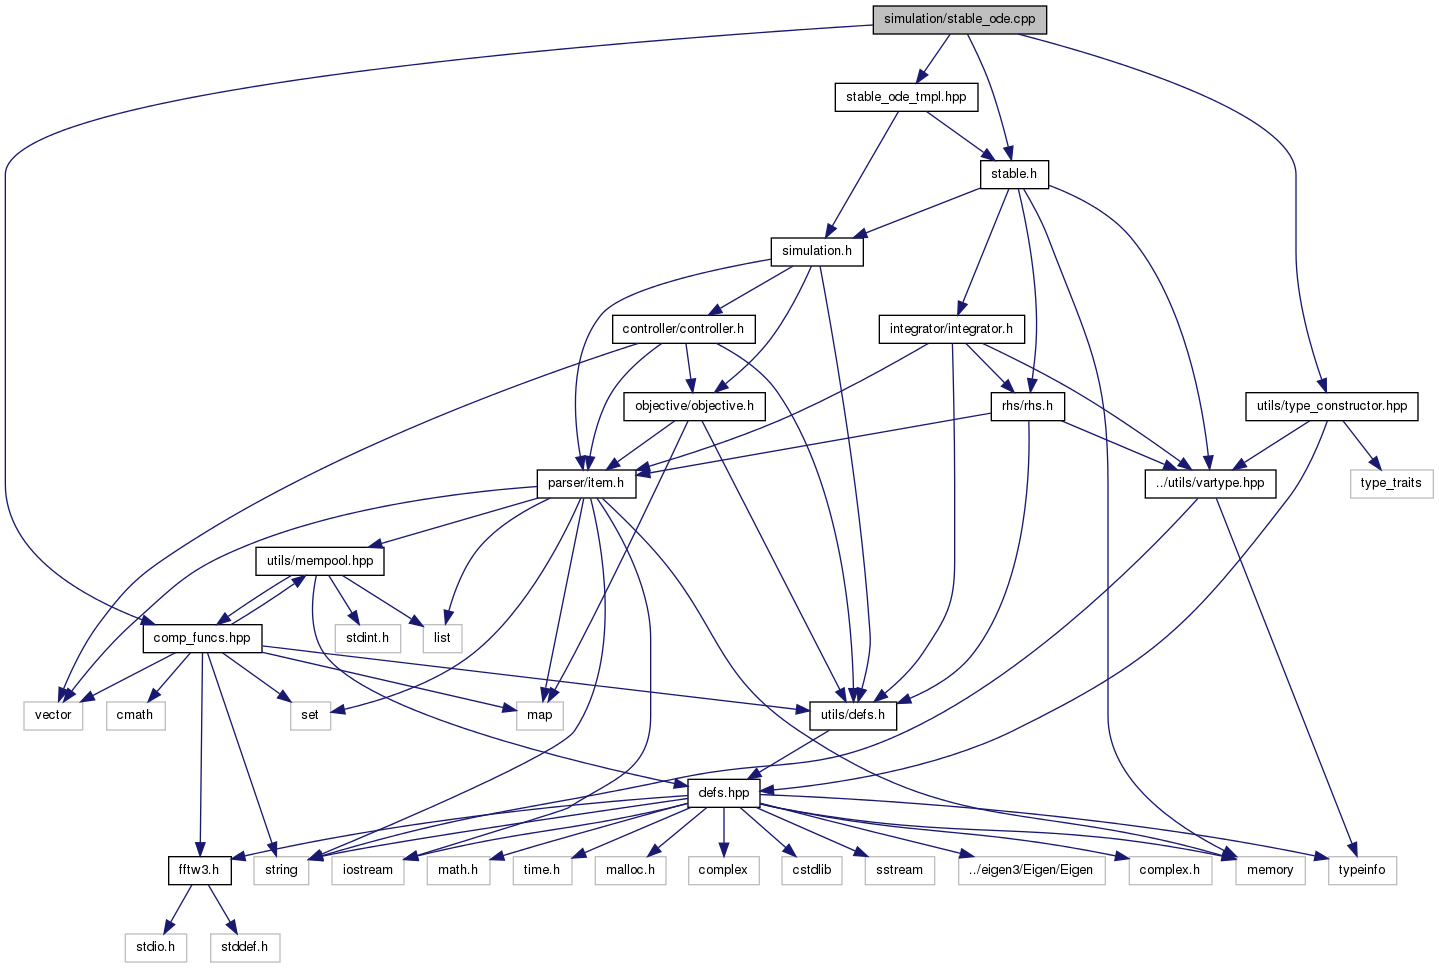 simulation/stable_ode.cpp
stable_ode_tmpl.hpp
stable.h
simulation.h
controller/controller.h
integrator/integrator.h
objective/objective.h
rhs/rhs.h
utils/type_constructor.hpp
parser/item.h
../utils/vartype.hpp
type_traits
utils/mempool.hpp
comp_funcs.hpp
stdint.h
list
vector
cmath
set
map
utils/defs.h
defs.hpp
fftw3.h
string
iostream
math.h
time.h
malloc.h
complex
cstdlib
sstream
../eigen3/Eigen/Eigen
complex.h
memory
typeinfo
stdio.h
stddef.h